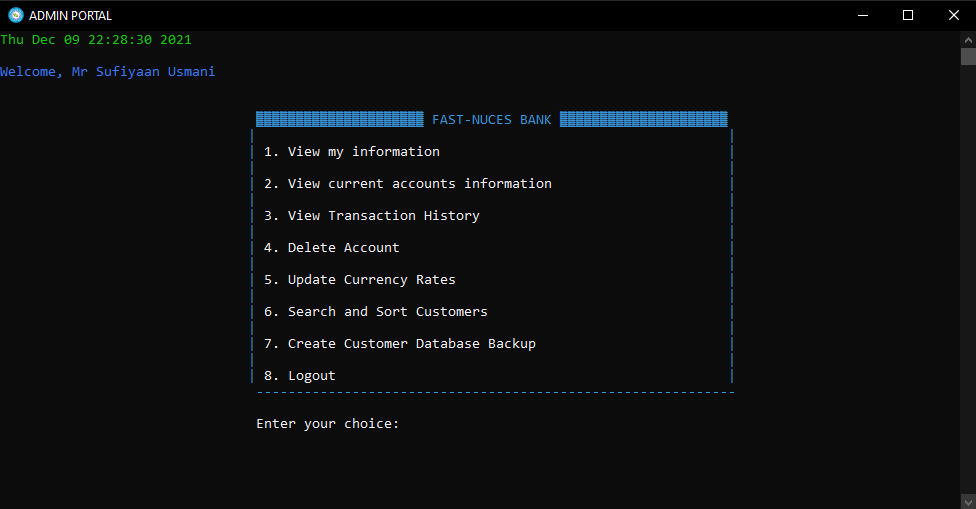 ADMIN PORTAL
Thu Dec 09 22:28:30 2021
Welcome, Mr Sufiyaan Usmani
FAST-NUCES BANK
1. View my information
2. View current accounts information
3. View Transaction History
4. Delete Account
5. Update Currency Rates
6. Search and Sort Customers
7. Create Customer Database Backup
8. Logout
Enter your choice: